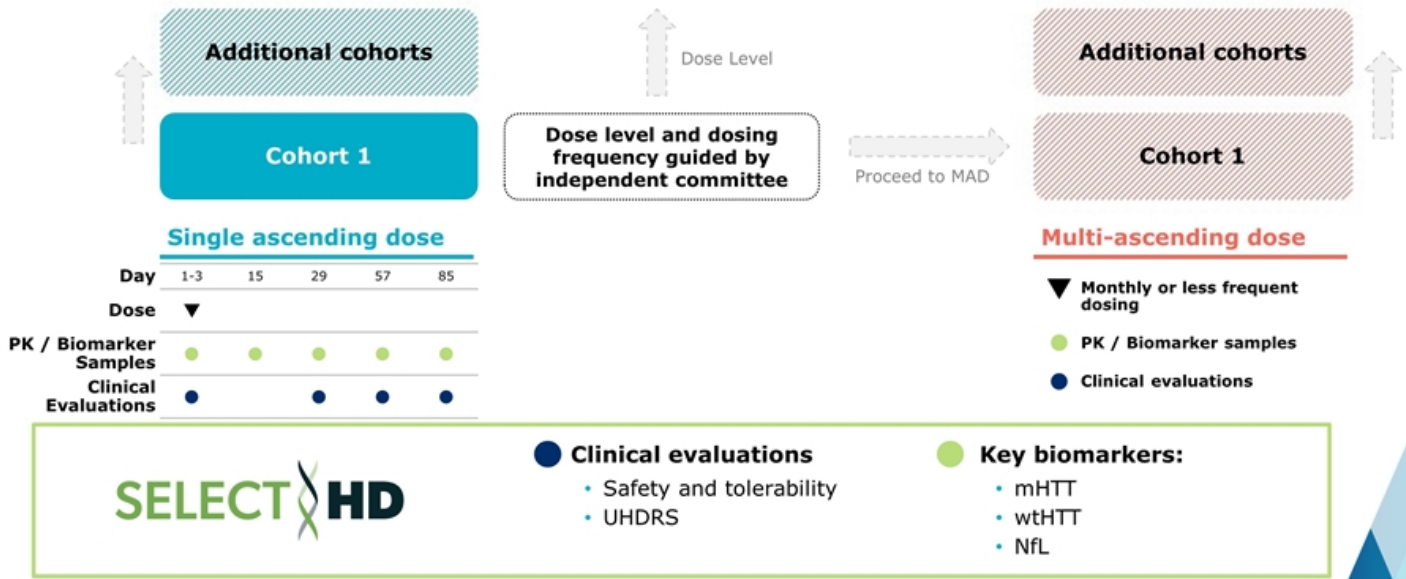 Additional cohorts
Dose Level
Additional cohorts
Cohort 1
Dose level and dosing
frequency guided by
independent committee
Proceed to MAD
Cohort 1
Single ascending dose
Day 1-3 15 29 57 85
Dose
PK / Biomarker
Samples
Clinical
Evaluations
Multi-ascending dose
Monthly or less frequent
dosing
PK / Biomarker samples
Clinical evaluations
SELECT HD
Clinical evaluations
• Safety and tolerability
• UHDRS
Key biomarkers:
• mHTT
• wtHTT
• NfL